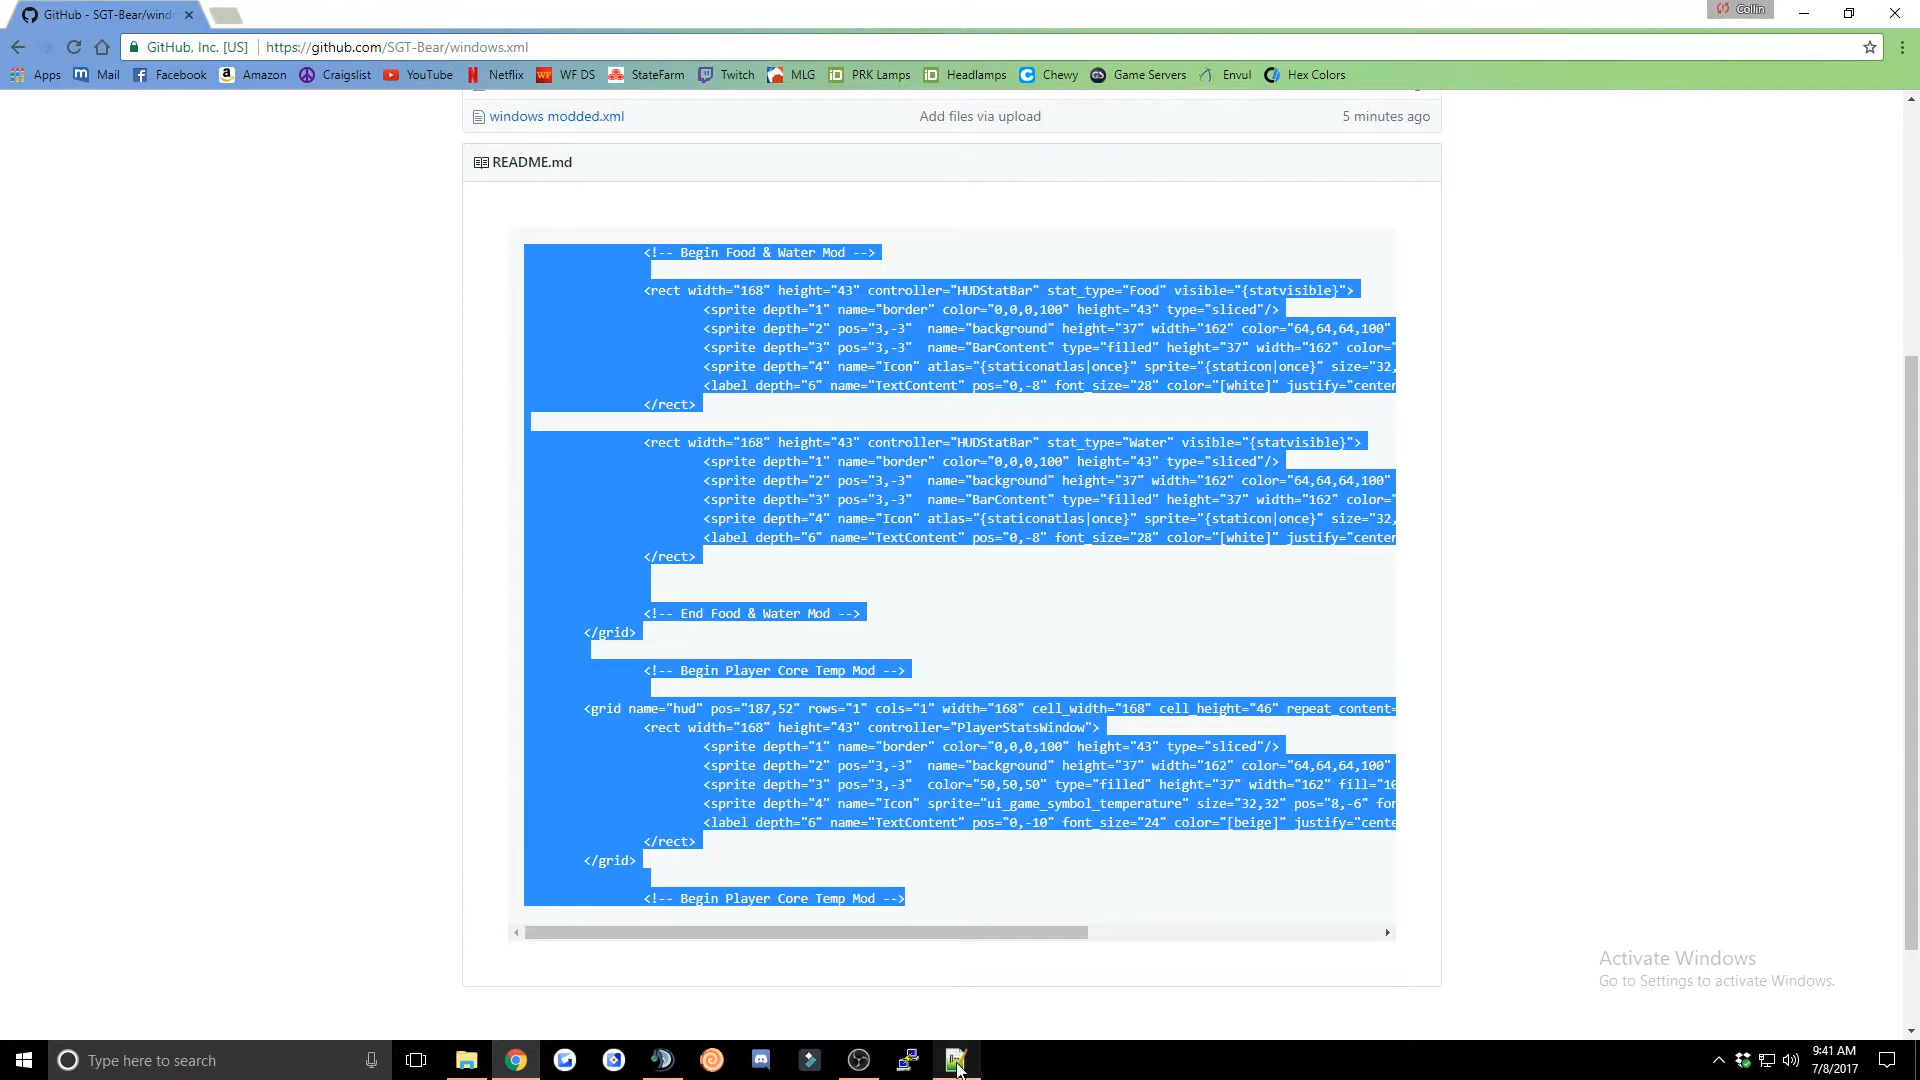 GitHub - SGT-Bear/wind
Collin
GitHub, Inc. [US] https://github.com/SGT-Bear/windows.xml
Apps Mail Facebook Amazon Craigslist YouTube Netflix WF DS StateFarm Twitch MLG PRK Lamps Headlamps Chewy Game Servers Envul Hex Colors
windows modded.xml Add files via upload 5 minutes ago
README.md
<!-- Begin Food & Water Mod -->
<rect width="168" height="43" controller="HUDStatBar" stat_type="Food" visible="{statvisible}">
<sprite depth="1" name="border" color="0,0,0,100" height="43" type="sliced"/>
<sprite depth="2" pos="3,-3"  name="background" height="37" width="162" color="64,64,64,100"
<sprite depth="3" pos="3,-3"  name="BarContent" type="filled" height="37" width="162" color="
<sprite depth="4" name="Icon" atlas="{staticonatlas|once}" sprite="{staticon|once}" size="32,
<label depth="6" name="TextContent" pos="0,-8" font_size="28" color="[white]" justify="center
</rect>
<rect width="168" height="43" controller="HUDStatBar" stat_type="Water" visible="{statvisible}">
<sprite depth="1" name="border" color="0,0,0,100" height="43" type="sliced"/>
<sprite depth="2" pos="3,-3"  name="background" height="37" width="162" color="64,64,64,100"
<sprite depth="3" pos="3,-3"  name="BarContent" type="filled" height="37" width="162" color="
<sprite depth="4" name="Icon" atlas="{staticonatlas|once}" sprite="{staticon|once}" size="32,
<label depth="6" name="TextContent" pos="0,-8" font_size="28" color="[white]" justify="center
</rect>
<!-- End Food & Water Mod -->
</grid>
<!-- Begin Player Core Temp Mod -->
<grid name="hud" pos="187,52" rows="1" cols="1" width="168" cell_width="168" cell_height="46" repeat_content=
<rect width="168" height="43" controller="PlayerStatsWindow">
<sprite depth="1" name="border" color="0,0,0,100" height="43" type="sliced"/>
<sprite depth="2" pos="3,-3"  name="background" height="37" width="162" color="64,64,64,100"
<sprite depth="3" pos="3,-3"  color="50,50,50" type="filled" height="37" width="162" fill="10
<sprite depth="4" name="Icon" sprite="ui_game_symbol_temperature" size="32,32" pos="8,-6" for
<label depth="6" name="TextContent" pos="0,-10" font_size="24" color="[beige]" justify="cente
</rect>
</grid>
<!-- Begin Player Core Temp Mod -->
Activate Windows
Go to Settings to activate Windows.
Type here to search
9:41 AM
7/8/2017